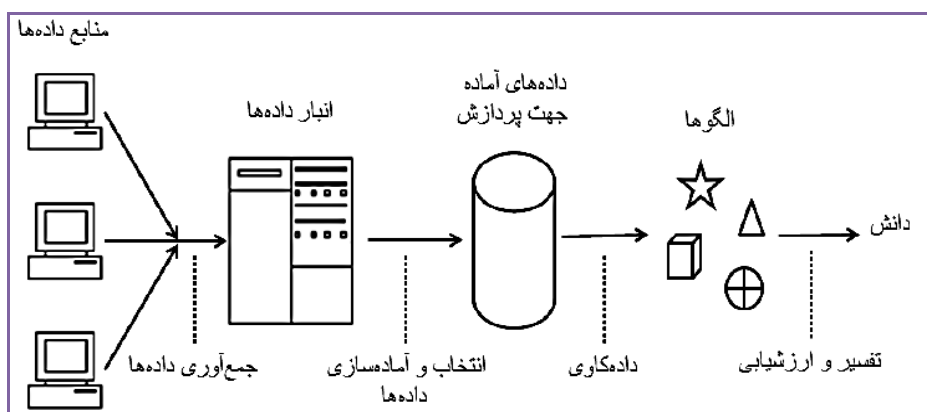 منابع داده‌ها
انبار داده‌ها
داده‌های آماده
جهت پردازش
الگوها
دانش
جمع‌آوری داده‌ها
انتخاب و آماده‌سازی
داده‌ها
داده‌کاوی
تفسیر و ارزشیابی